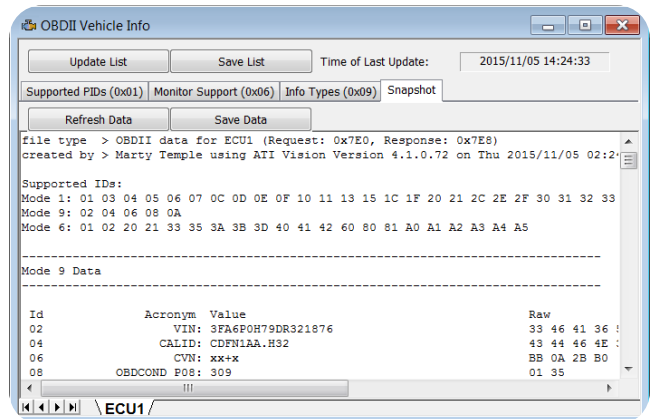 OBDII Vehicle Info
Update List Save List Time of Last Update: 2015/11/05 14:24:33
Supported PIDs (0x01) Monitor Support (0x06) Info Types (0x09) Snapshot
Refresh Data Save Data
file type > OBDII data for ECU1 (Request: 0x7E0, Response: 0x7E8)
created by > Marty Temple using ATI Vision Version 4.1.0.72 on Thu 2015/11/05 02:2
Supported IDs:
Mode 1: 01 03 04 05 06 07 0C 0D 0E 0F 10 11 13 15 1C 1F 20 21 2C 2E 2F 30 31 32 33
Mode 9: 02 04 06 08 0A
Mode 6: 01 02 20 21 33 35 3A 3B 3D 40 41 42 60 80 81 A0 A1 A2 A3 A4 A5
Mode 9 Data
Id Acronym Value Raw
02 VIN: 3FA6P0H79DR321876 33 46 41 36
04 CALID: CDFN1AA.H32 43 44 46 4E
06 CVN: xx+x BB 0A 2B B0
08 OBDCOND P08: 309 01 35
ECU1